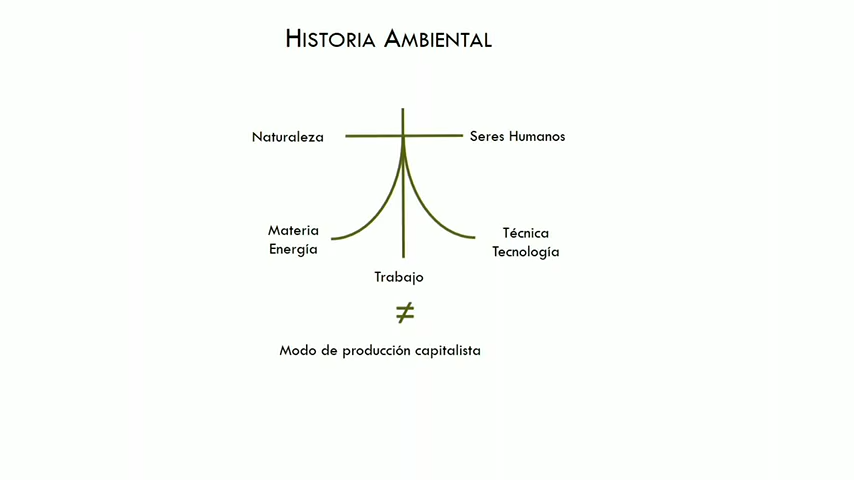 Historia Ambiental
Naturaleza
Seres Humanos
Materia
Energía
Técnica
Tecnología
Trabajo
≠
Modo de producción capitalista